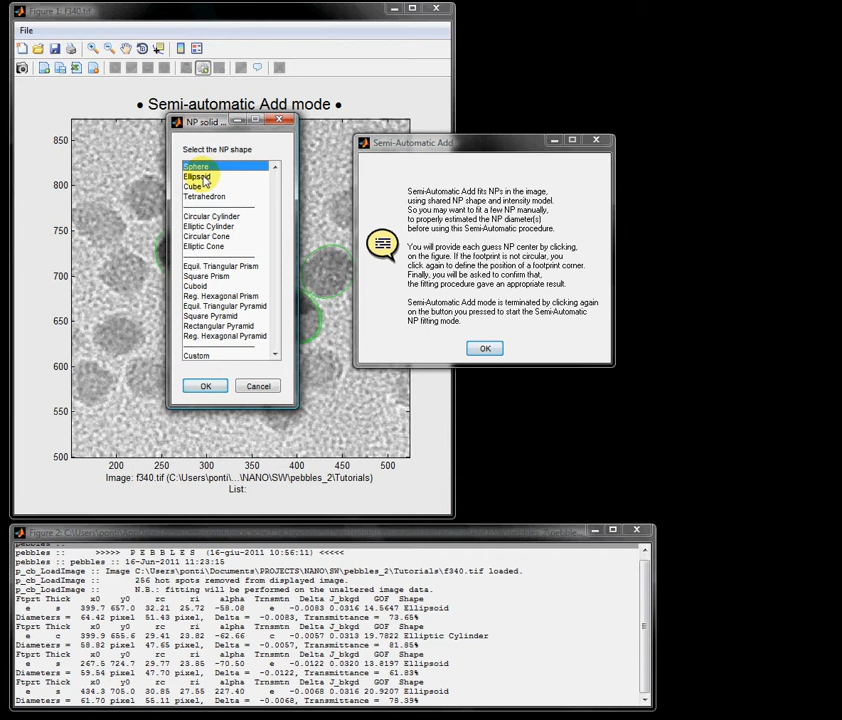 Figure 1: f340.tif
File
• Semi-automatic Add mode •
850
800
750
700
650
600
550
500
200
250
300
350
400
450
500
Image: f340.tif (C:\Users\ponti\...\NANO\SW\pebbles_2\Tutorials)
List:
NP solid ...
Select the NP shape
Sphere
Ellipsoid
Cube
Tetrahedron
Circular Cylinder
Elliptic Cylinder
Circular Cone
Elliptic Cone
Equil. Triangular Prism
Square Prism
Cuboid
Reg. Hexagonal Prism
Equil. Triangular Pyramid
Square Pyramid
Rectangular Pyramid
Reg. Hexagonal Pyramid
Custom
OK
Cancel
Semi-Automatic Add
Semi-Automatic Add fits NPs in the image,
using shared NP shape and intensity model.
So you may want to fit a few NP manually,
to properly estimated the NP diameter(s)
before using this Semi-Automatic procedure.
You will provide each guess NP center by clicking,
on the figure. If the footprint is not circular, you
click again to define the position of a footprint corner.
Finally, you will be asked to confirm that,
the fitting procedure gave an appropriate result.
Semi-Automatic Add mode is terminated by clicking again
on the button you pressed to start the Semi-Automatic
NP fitting mode.
OK
pebbles ::     >>>>>  P E B B L E S  (16-giu-2011 10:56:11) <<<<<
pebbles :: pebbles :: 16-Jun-2011 11:23:15
p_cb_LoadImage :: Image C:\Users\ponti\Documents\PROJECTS\NANO\SW\pebbles_2\Tutorials\f340.tif loaded.
p_cb_LoadImage ::     256 hot spots removed from displayed image.
p_cb_LoadImage ::     N.B.: fitting will be performed on the unaltered image data.
Ftprt Thick    x0    y0    rc    ri    alpha  Trnsmtn  Delta J_bkgd  GOF  Shape
e     s   399.7  657.0  32.21  25.72  -58.08     e  -0.0083 0.0316 14.5647 Ellipsoid
Diameters =  64.42 pixel  51.43 pixel,  Delta =  -0.0083, Transmittance =  73.65%
Ftprt Thick    x0    y0    rc    ri    alpha  Trnsmtn  Delta J_bkgd  GOF  Shape
e     c   399.9  655.6  29.41  23.82  -62.66     c  -0.0057 0.0313 19.7822 Elliptic Cylinder
Diameters =  58.82 pixel  47.65 pixel,  Delta =  -0.0057, Transmittance =  81.85%
Ftprt Thick    x0    y0    rc    ri    alpha  Trnsmtn  Delta J_bkgd  GOF  Shape
e     s   267.5  724.7  29.77  23.85  -70.50     e  -0.0122 0.0320 13.8197 Ellipsoid
Diameters =  59.54 pixel  47.70 pixel,  Delta =  -0.0122, Transmittance =  61.83%
Ftprt Thick    x0    y0    rc    ri    alpha  Trnsmtn  Delta J_bkgd  GOF  Shape
e     s   434.3  705.0  30.85  27.55  227.40     e  -0.0068 0.0310 20.9207 Ellipsoid
Diameters =  61.70 pixel  55.11 pixel,  Delta =  -0.0068, Transmittance =  78.39%